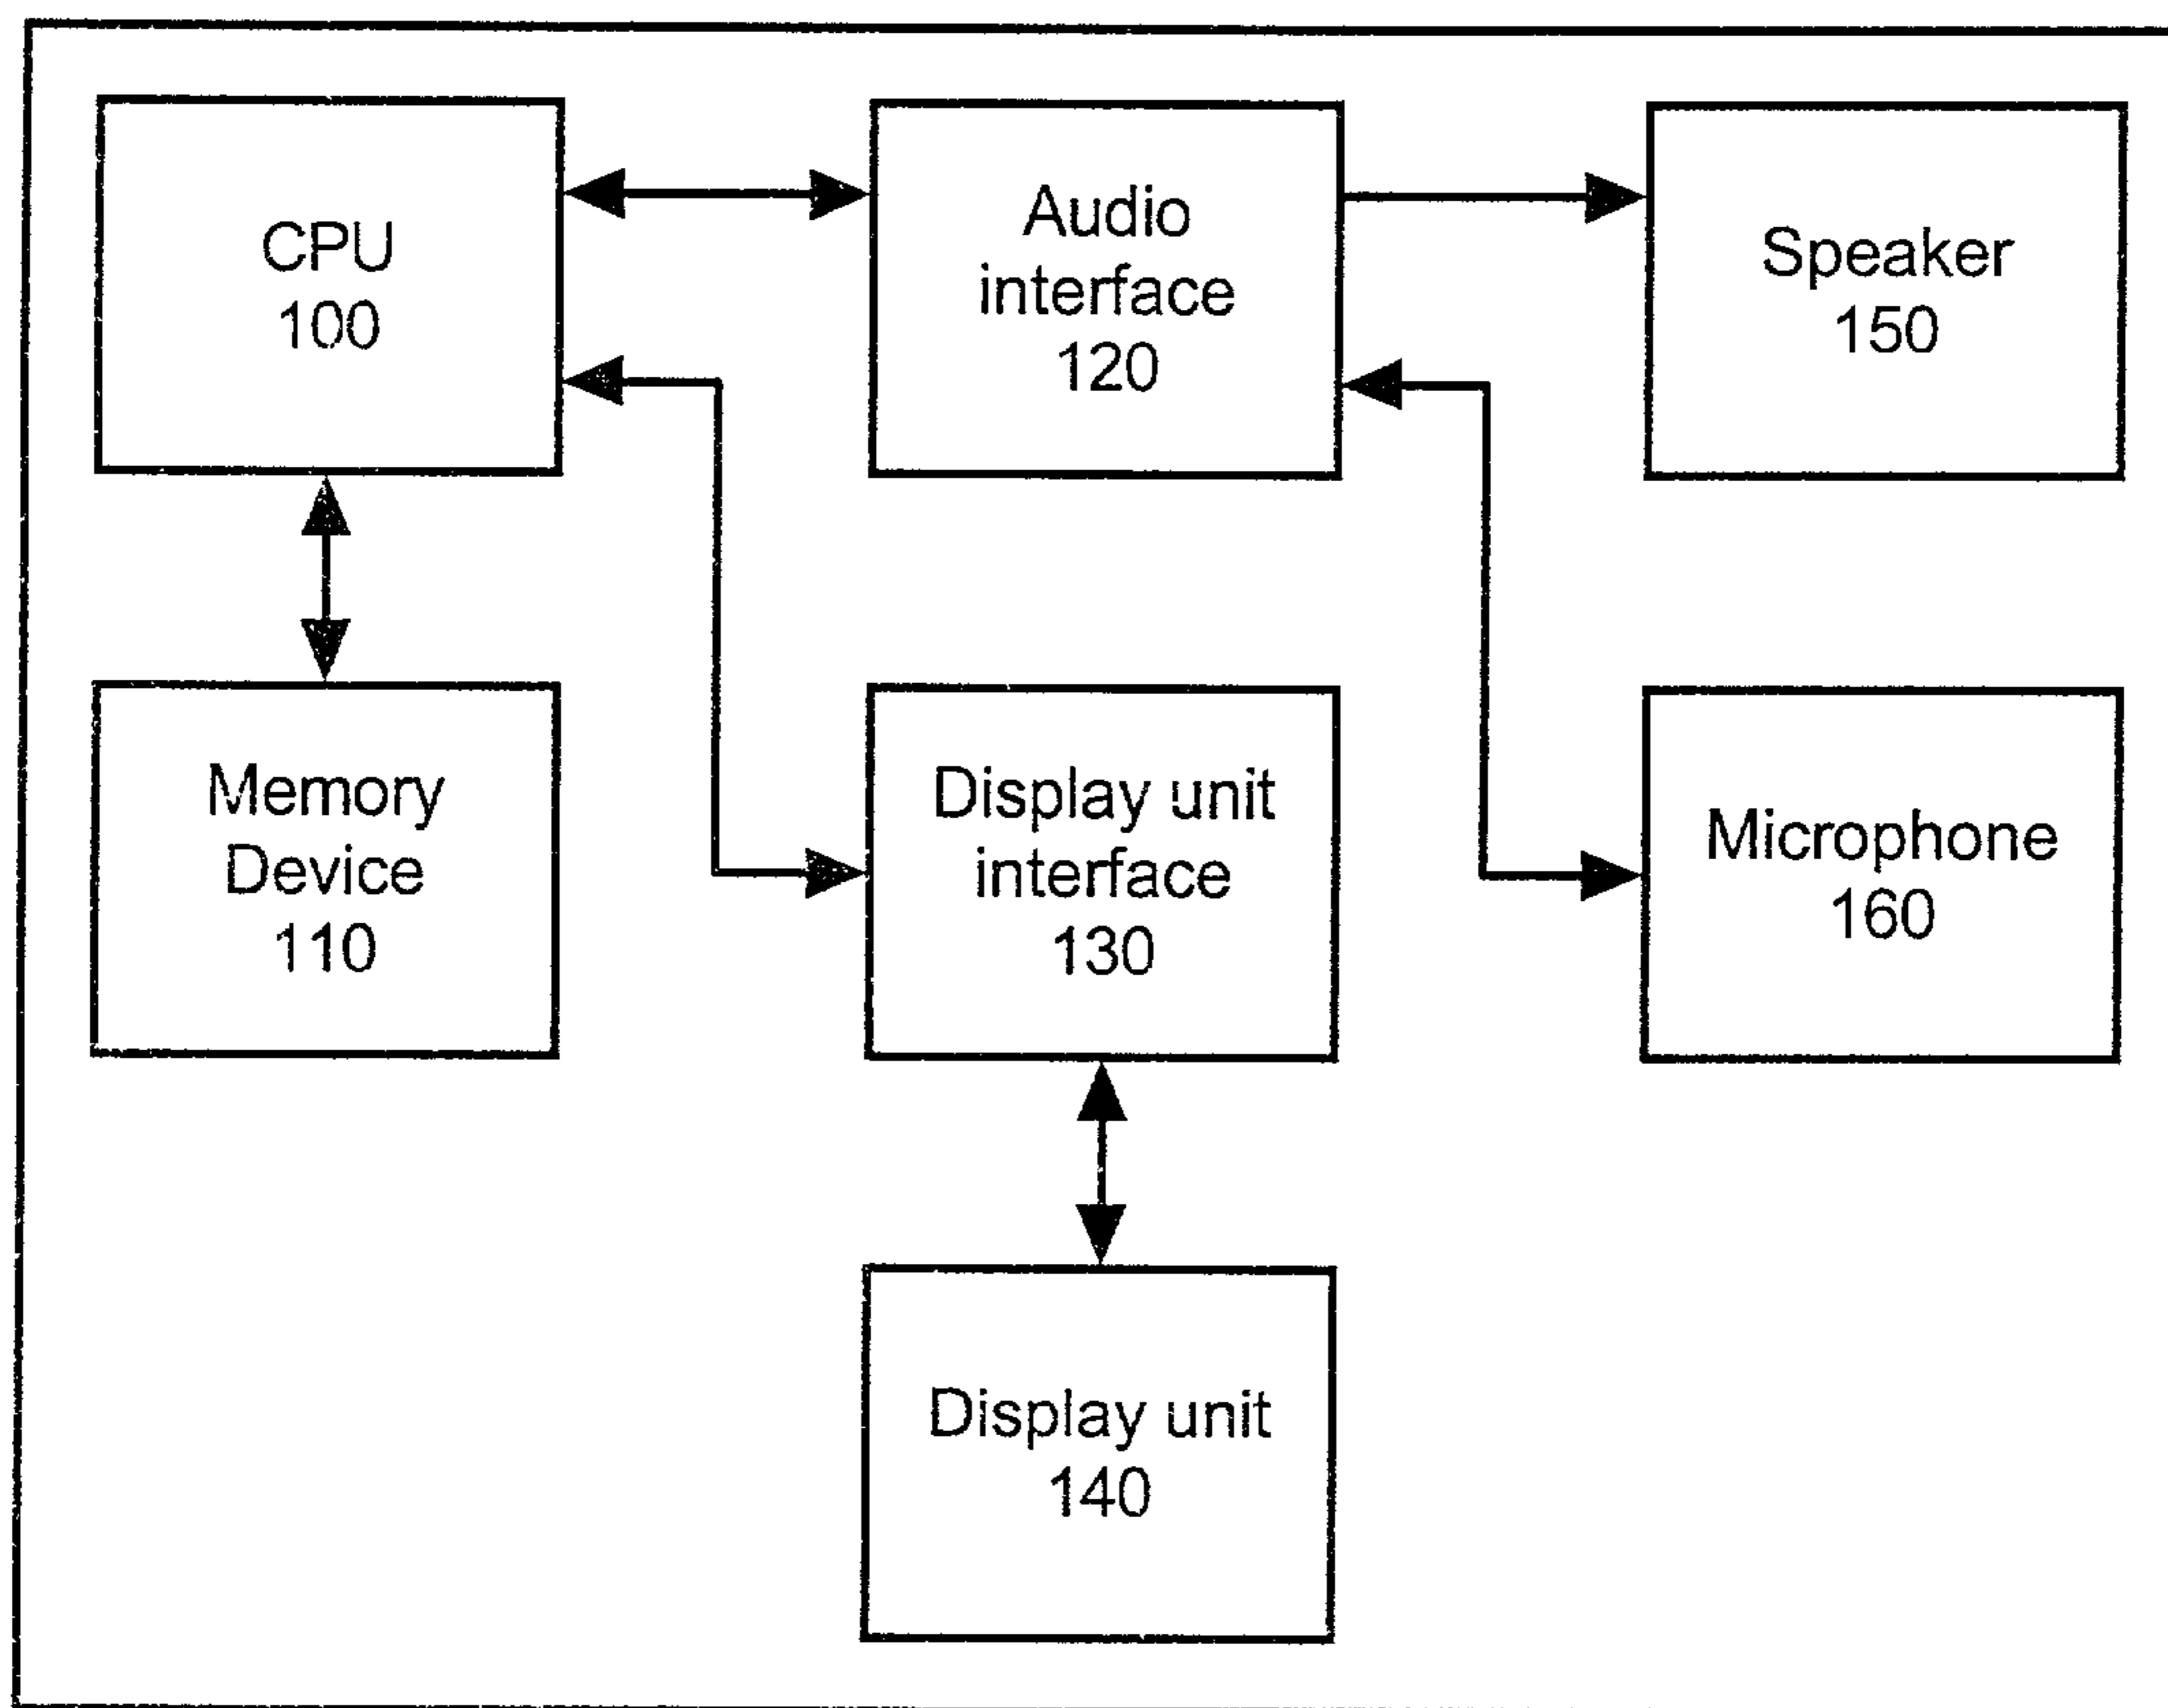 CPU
100
Audio
interface
120
Speaker
150
Memory
Device
110
Display unit
interface
130
Microphone
160
Display unit
140